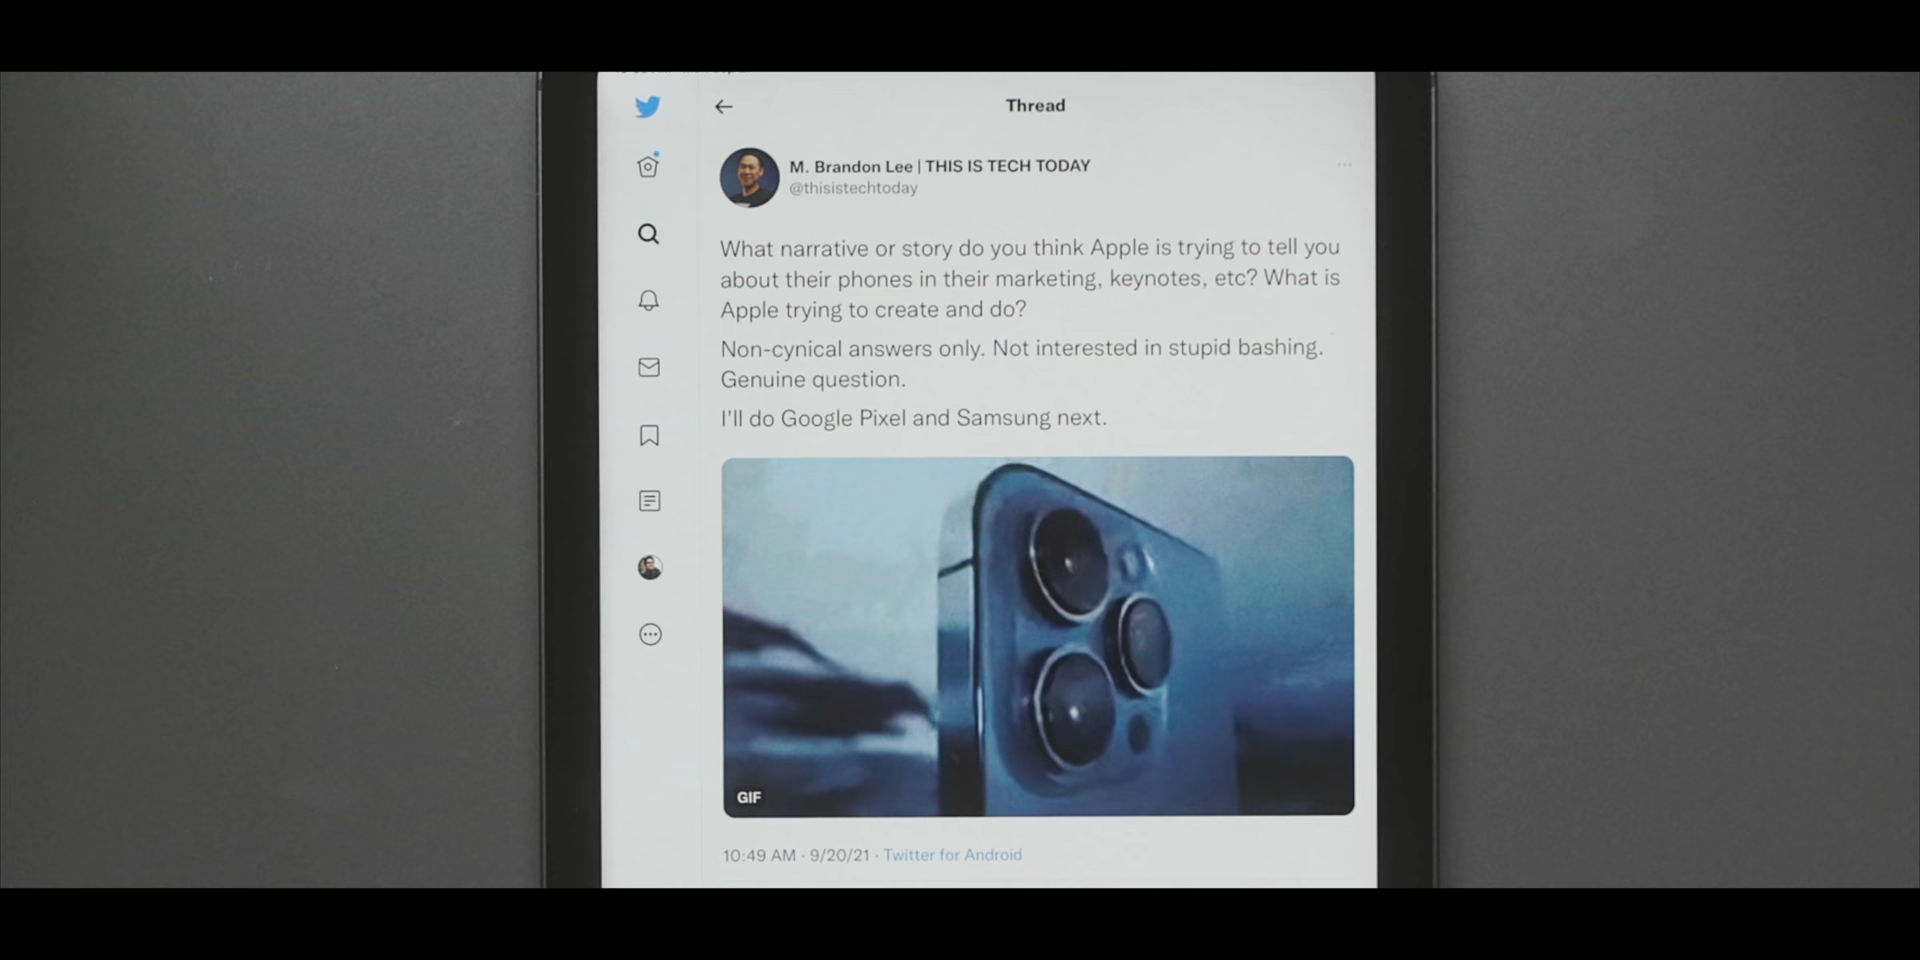 Thread
M. Brandon Lee | THIS IS TECH TODAY
@thisistechtoday
What narrative or story do you think Apple is trying to tell you
about their phones in their marketing, keynotes, etc? What is
Apple trying to create and do?
Non-cynical answers only. Not interested in stupid bashing.
Genuine question.
I'll do Google Pixel and Samsung next.
GIF
10:49 AM · 9/20/21 · Twitter for Android